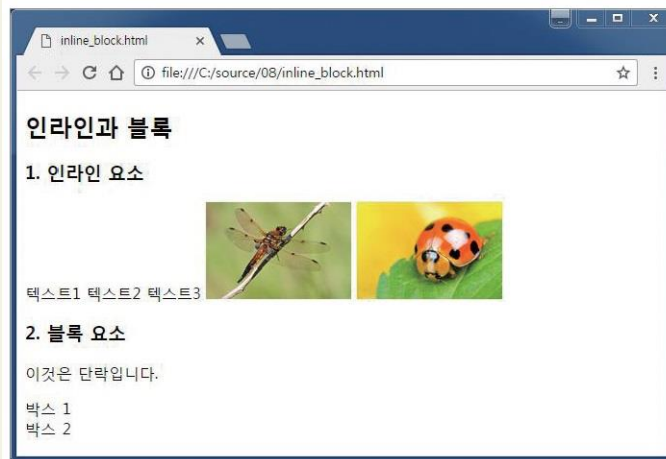 inline_block.html
file:///C:/source/08/inline_block.html
인라인과 블록
1. 인라인 요소
텍스트1 텍스트2 텍스트3
2. 블록 요소
이것은 단락입니다.
박스 1
박스 2